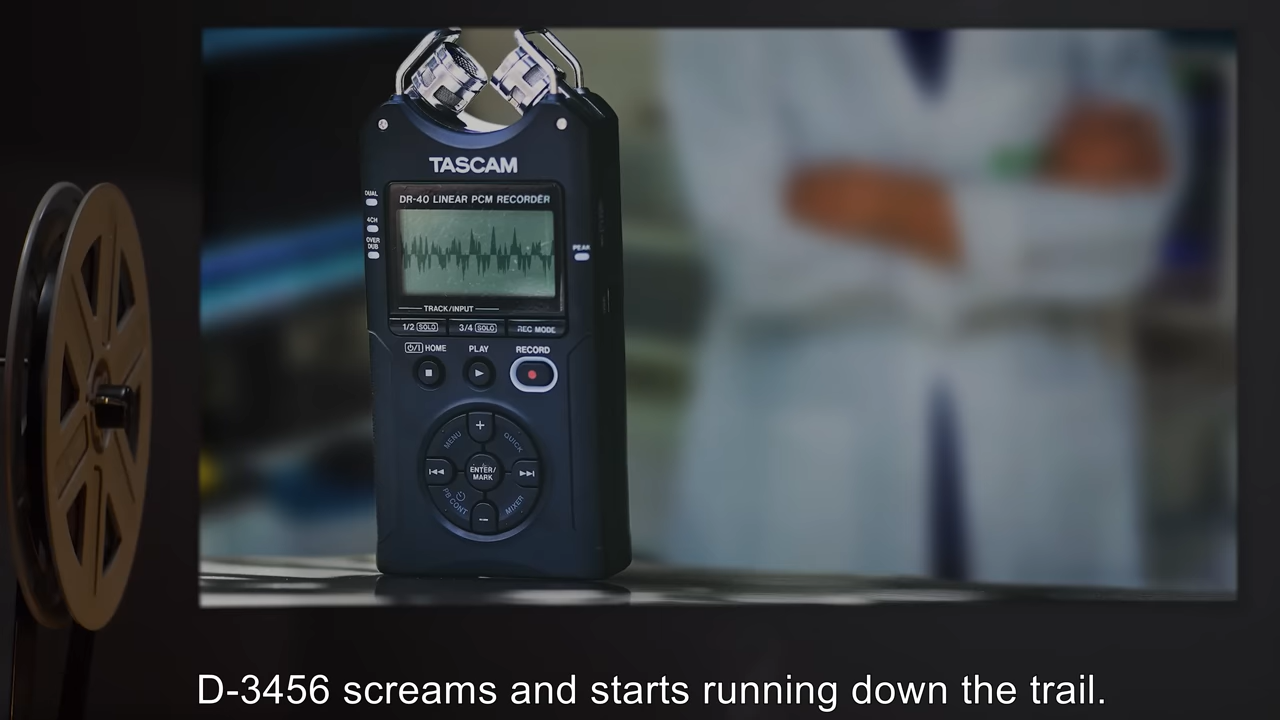 TASCAM
DR-40 LINEAR PCM RECORDER
DUAL
4CH
OVER
DUB
PEAK
TRACK/INPUT
1/2 SOLO
3/4 SOLO
REC MODE
HOME
PLAY
RECORD
MENU
+
QUICK
ENTER/
MARK
PB CONT
MIXER
D-3456 screams and starts running down the trail.